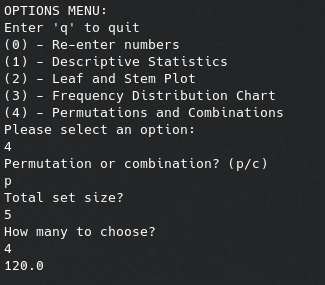 OPTIONS MENU:
Enter 'q' to quit
(0) – Re-enter numbers
(1) – Descriptive Statistics
(2) – Leaf and Stem Plot
(3) – Frequency Distribution Chart
(4) – Permutations and Combinations
Please select an option:
4
Permutation or combination? (p/c)
p
Total set size?
5
How many to choose?
4
120.0